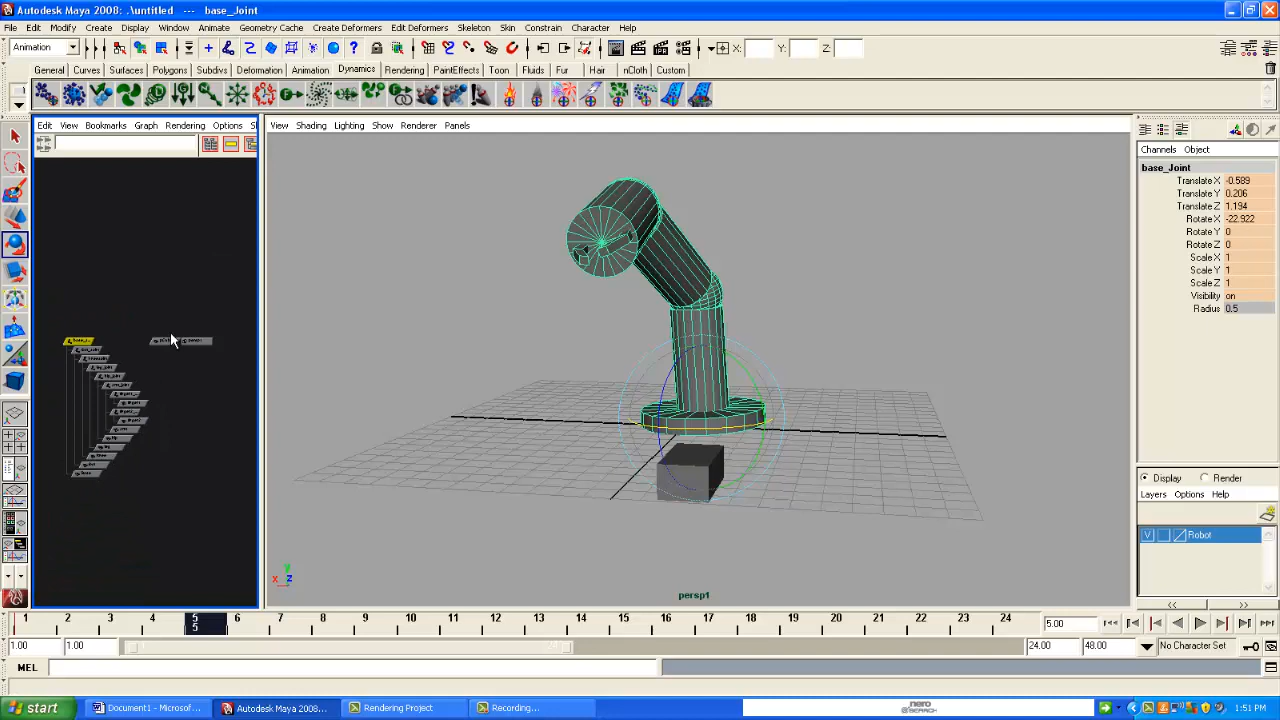 Autodesk Maya 2008: .\untitled --- base_Joint
File Edit Modify Create Display Window Assets Animate Geometry Cache Create Deformers Edit Deformers Skeleton Skin Constrain Character Help
Animation X: Y: Z:
General Curves Surfaces Polygons Subdivs Deformation Animation Dynamics Rendering PaintEffects Toon Fluids Fur Hair nCloth Custom
Edit View Bookmarks Graph Rendering Options
View Shading Lighting Show Renderer Panels
Channels Object
base_Joint
Translate X -0.589
Translate Y 0.206
Translate Z 1.194
Rotate X -22.922
Rotate Y 0
Rotate Z 0
Scale X 1
Scale Y 1
Scale Z 1
Visibility on
Radius 0.5
Display Render
Layers Options Help
V Robot
y
x z
persp1
1 2 3 4 5 6 7 8 9 10 11 12 13 14 15 16 17 18 19 20 21 22 23 24
5
5.00
1.00 1.00 24.00 48.00 No Character Set
MEL
start Document1 - Microsof... Autodesk Maya 2008... Rendering Project Recording... nero SEARCH 1:51 PM